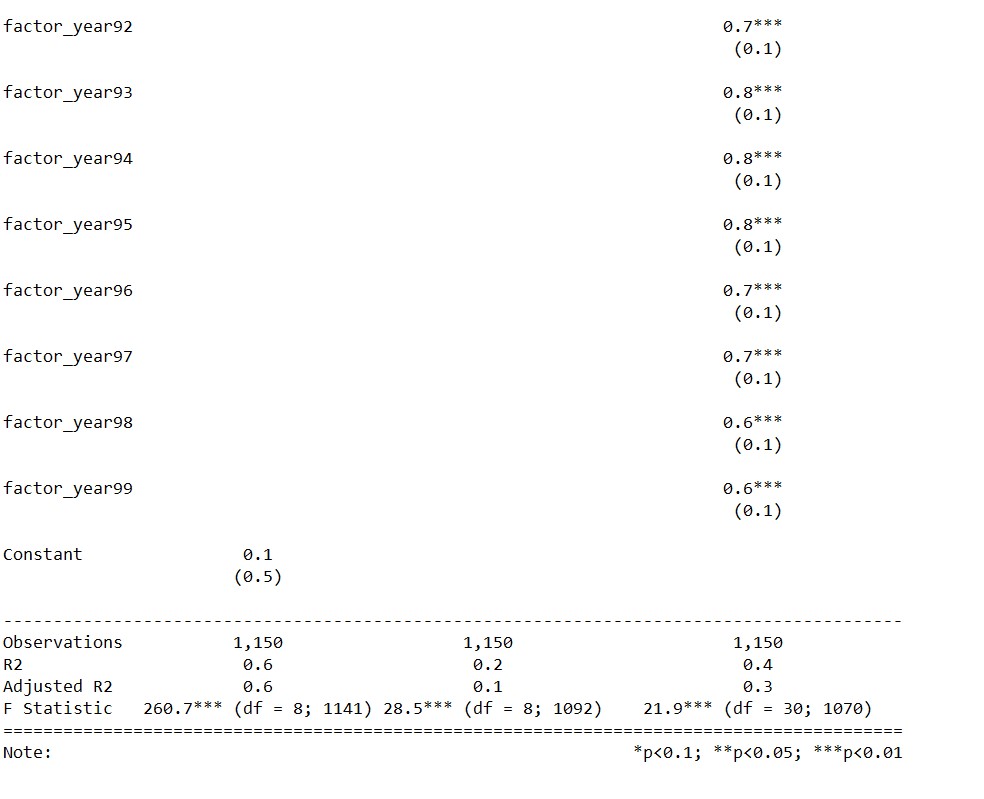 factor_year92 0.7***
(0.1)
factor_year93 0.8***
(0.1)
factor_year94 0.8***
(0.1)
factor_year95 0.8***
(0.1)
factor_year96 0.7***
(0.1)
factor_year97 0.7***
(0.1)
factor_year98 0.6***
(0.1)
factor_year99 0.6***
(0.1)
Constant 0.1
(0.5)
------------------------------------------------------------------------------------------
Observations 1,150 1,150 1,150
R2 0.6 0.2 0.4
Adjusted R2 0.6 0.1 0.3
F Statistic 260.7*** (df = 8; 1141) 28.5*** (df = 8; 1092) 21.9*** (df = 30; 1070)
==========================================================================================
Note: *p<0.1; **p<0.05; ***p<0.01